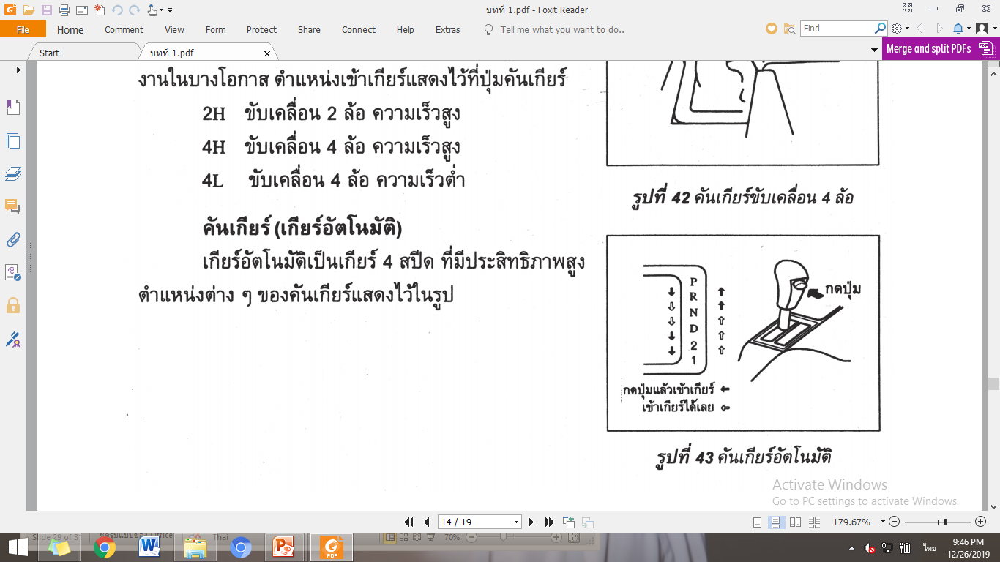 บทที่ 1.pdf - Foxit Reader
File Home Comment View Form Protect Share Connect Help Extras Tell me what you want to do.. Find
Start บทที่ 1.pdf Merge and split PDFs
งานในบางโอกาส ตำแหน่งเข้าเกียร์แสดงไว้ที่ปุ่มคันเกียร์
2H ขับเคลื่อน 2 ล้อ ความเร็วสูง
4H ขับเคลื่อน 4 ล้อ ความเร็วสูง
4L ขับเคลื่อน 4 ล้อ ความเร็วต่ำ
คันเกียร์ (เกียร์อัตโนมัติ)
เกียร์อัตโนมัติเป็นเกียร์ 4 สปีด ที่มีประสิทธิภาพสูง
ตำแหน่งต่าง ๆ ของคันเกียร์แสดงไว้ในรูป
รูปที่ 42 คันเกียร์ขับเคลื่อน 4 ล้อ
P
R
N
D
2
1
กดปุ่ม
กดปุ่มแล้วเข้าเกียร์
เข้าเกียร์ได้เลย
รูปที่ 43 คันเกียร์อัตโนมัติ
Activate Windows
Go to PC settings to activate Windows.
14 / 19 179.67%
Slide 29 of 31 Thai 70%
PDF
ไทย
9:46 PM
12/26/2019